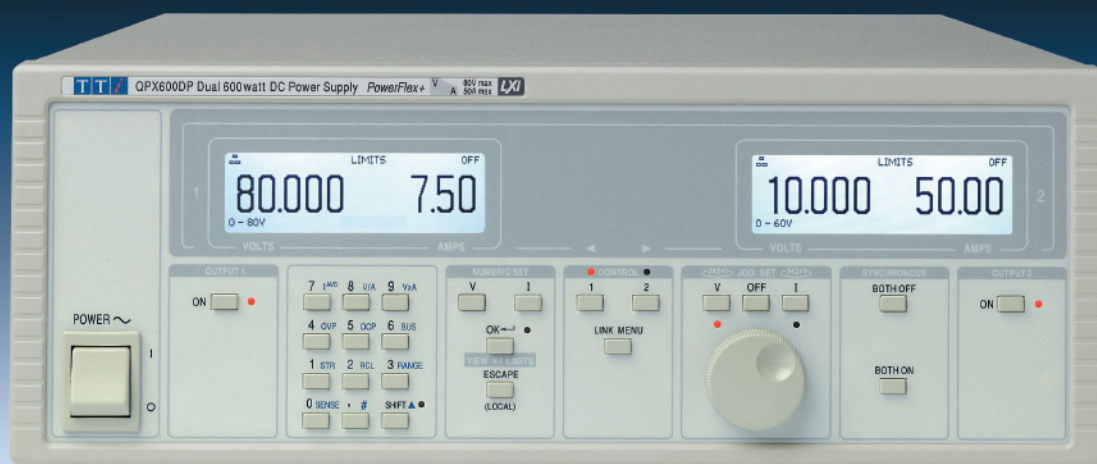 TTi QPX600DP Dual 600watt DC Power Supply PowerFlex+ V A 80V max 50A max LXI
1
LIMITS OFF
80.000 7.50
0 - 80V
VOLTS AMPS
LIMITS OFF
10.000 50.00
0 - 60V
VOLTS AMPS
2
POWER
I
O
OUTPUT 1
ON
7 IAVG 8 V/A 9 VxA
4 OVP 5 OCP 6 BUS
1 STR 2 RCL 3 RANGE
0 SENSE . # SHIFT
NUMERIC SET
V I
OK
VIEW V/I LIMITS
ESCAPE
(LOCAL)
CONTROL
1 2
LINK MENU
JOG SET
V OFF I
SYNCHRONOUS
BOTH OFF
BOTH ON
OUTPUT 2
ON